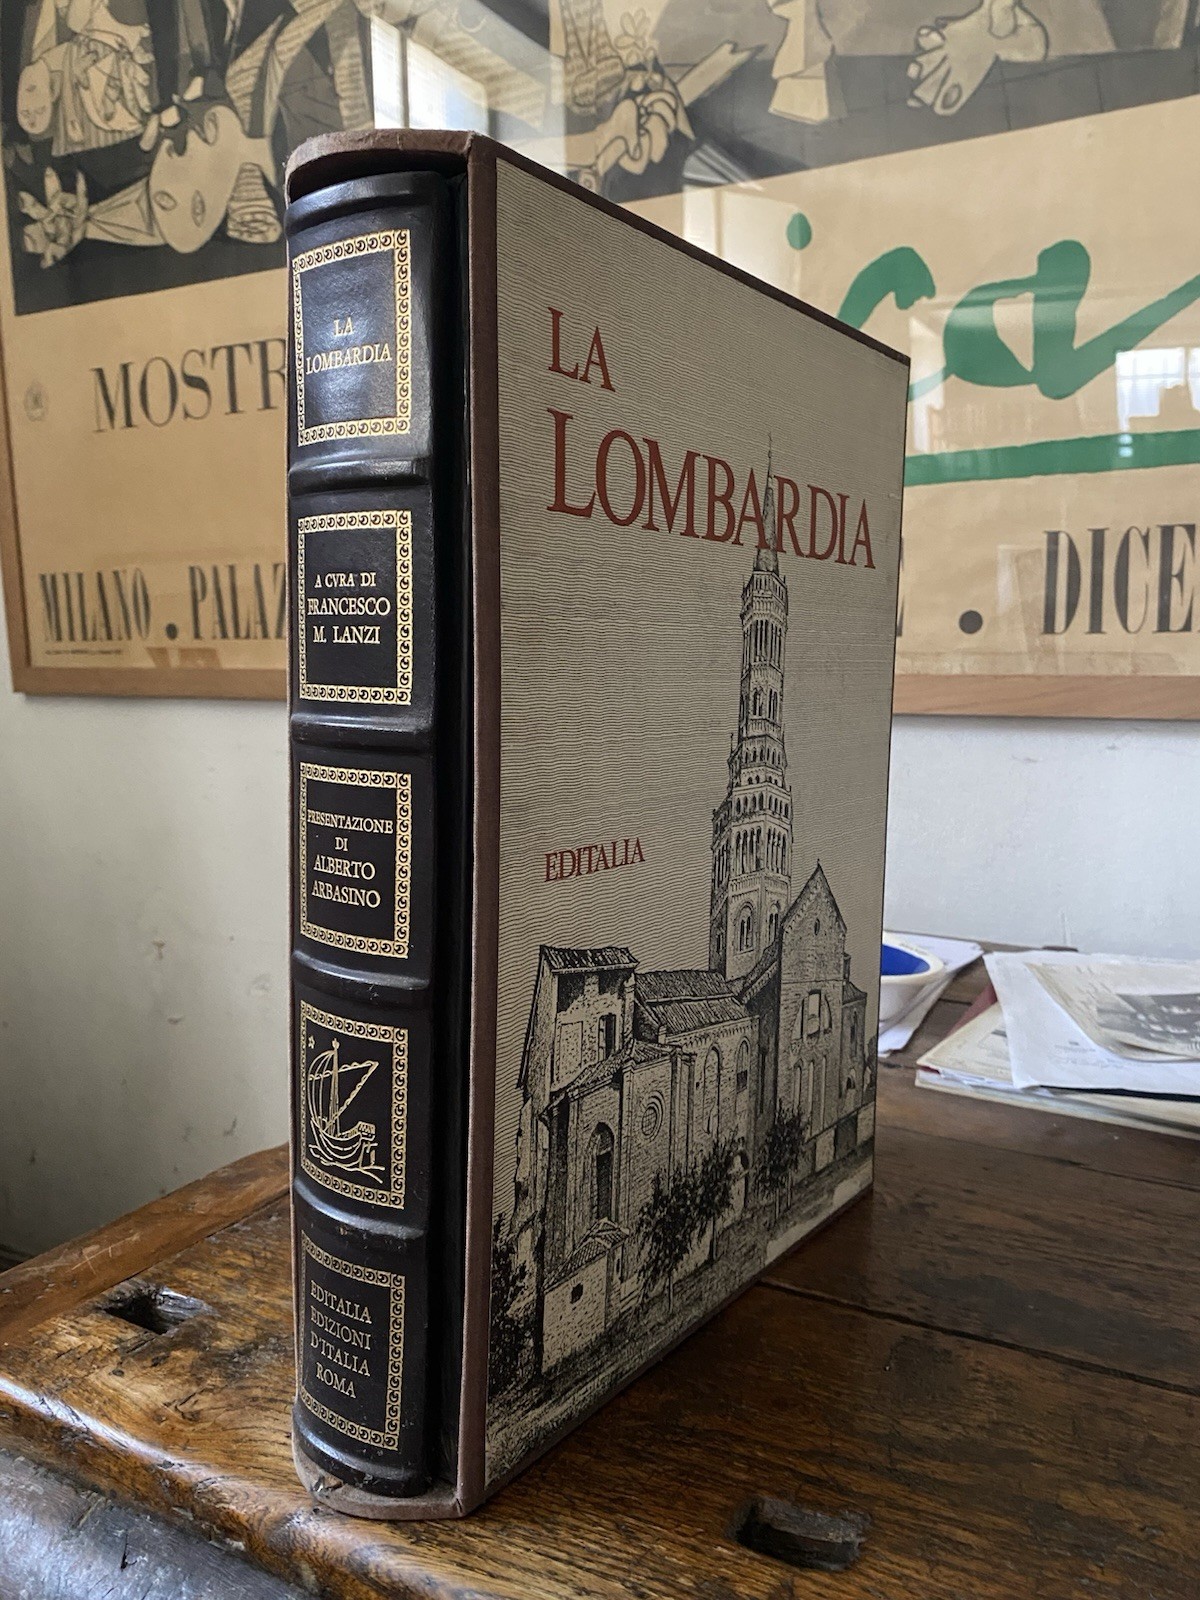 LA
LOMBARDIA
A CVRA DI
FRANCESCO
M. LANZI
PRESENTAZIONE
DI
ALBERTO
ARBASINO
EDITALIA
EDIZIONI
D'ITALIA
ROMA
LA
LOMBARDIA
EDITALIA
MOSTR
ica
MILANO . PALAZ
. DICE